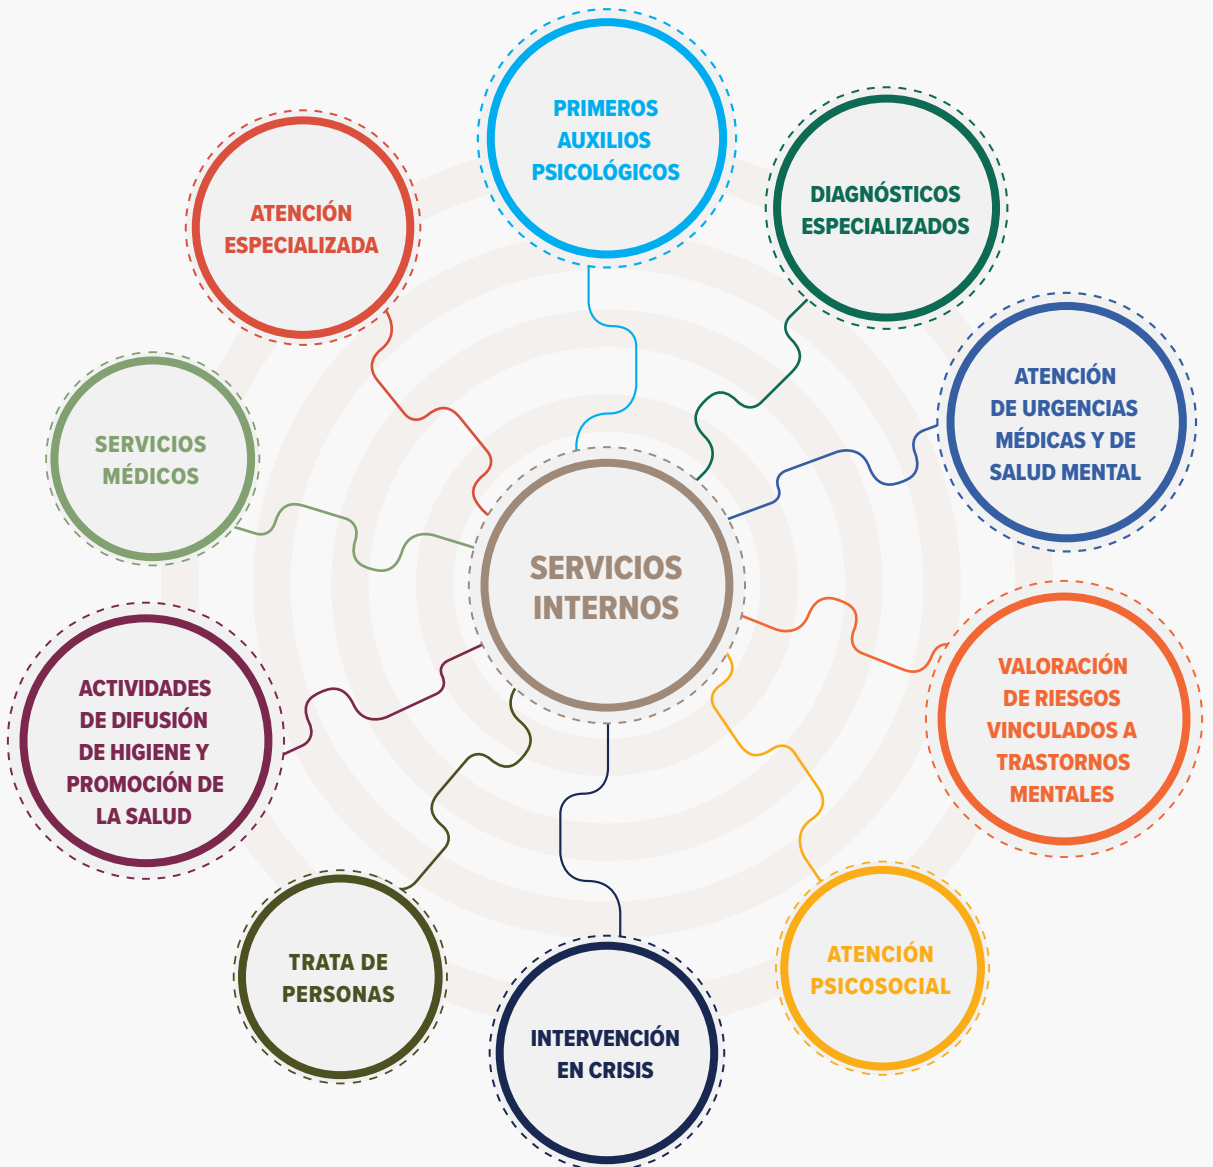 PRIMEROS
AUXILIOS
PSICOLÓGICOS
DIAGNÓSTICOS
ESPECIALIZADOS
ATENCIÓN
DE URGENCIAS
MÉDICAS Y DE
SALUD MENTAL
VALORACIÓN
DE RIESGOS
VINCULADOS A
TRASTORNOS
MENTALES
ATENCIÓN
PSICOSOCIAL
INTERVENCIÓN
EN CRISIS
TRATA DE
PERSONAS
ACTIVIDADES
DE DIFUSIÓN
DE HIGIENE Y
PROMOCIÓN DE
LA SALUD
SERVICIOS
MÉDICOS
ATENCIÓN
ESPECIALIZADA
SERVICIOS
INTERNOS